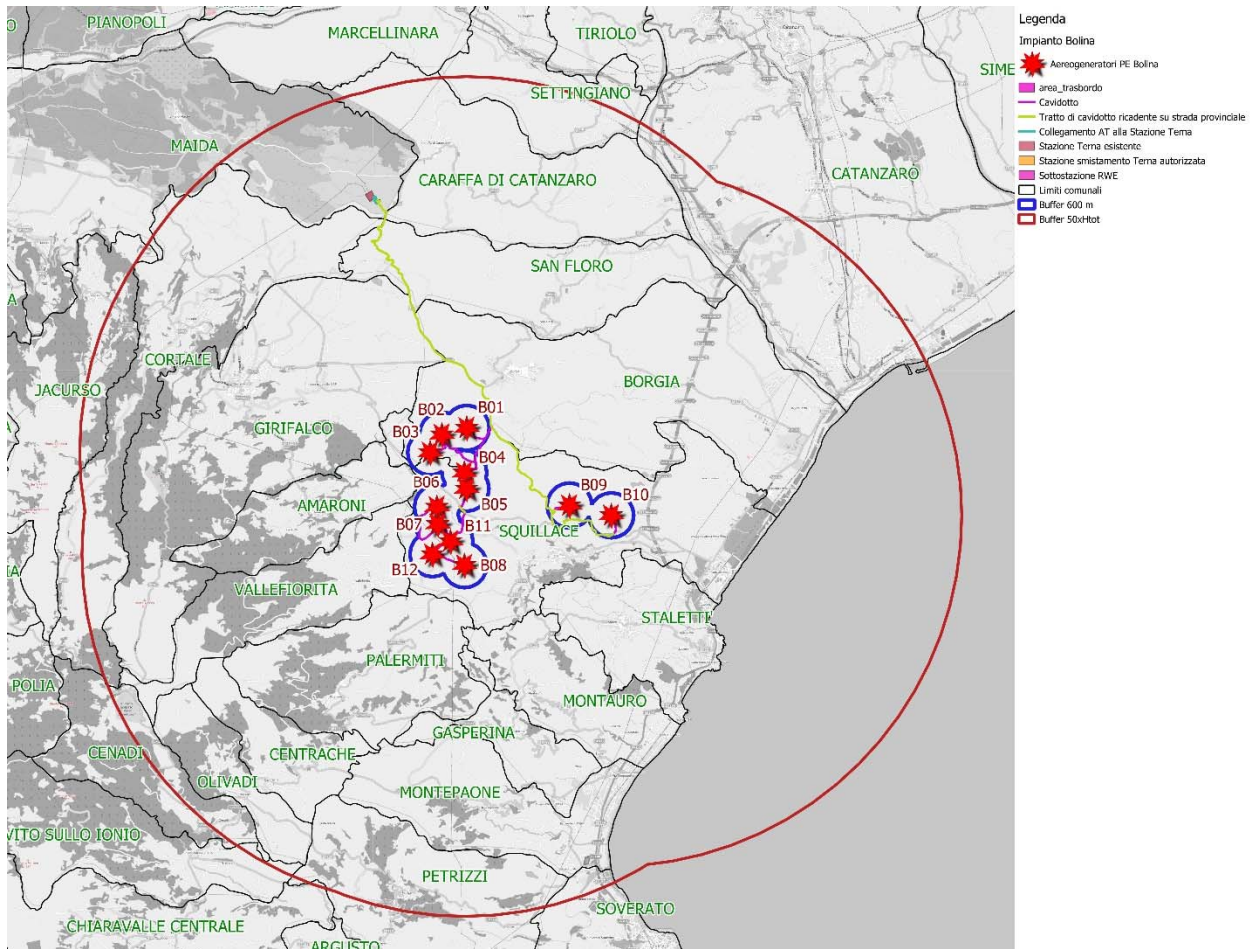 PIANOPOLI
MARCELLINARA
TIRIOLO
SIME
SETTINGIANO
MAIDA
CARAFFA DI CATANZARO
CATANZARO
SAN FLORO
CORTALE
JACURSO
BORGIA
GIRIFALCO
B02
B01
B03
B04
B06
AMARONI
B05
B09
B10
B07
B11
SQUILLACE
B12
B08
VALLEFIORITA
STALETTÌ
PALERMITI
POLIA
MONTAURO
GASPERINA
CENADI
CENTRACHE
OLIVADI
MONTEPAONE
VITO SULLO IONIO
PETRIZZI
SOVERATO
CHIARAVALLE CENTRALE
ARGUSTO
Legenda
Impianto Bolina
Aereogeneratori PE Bolina
area_trasbordo
Cavidotto
Tratto di cavidotto ricadente su strada provinciale
Collegamento AT alla Stazione Terna
Stazione Terna esistente
Stazione smistamento Terna autorizzata
Sottostazione RWE
Limiti comunali
Buffer 600 m
Buffer 50xHtot